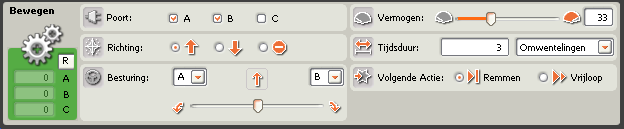 Bewegen
Poort: A B C
Vermogen: 33
Richting:
Tijdsduur: 3 Omwentelingen
R
0 A
0 B
0 C
Besturing: A B
Volgende Actie: Remmen Vrijloop